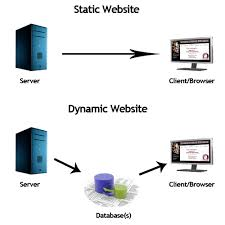 Static Website
Server
Client/Browser
Dynamic Website
Server
Client/Browser
Database(s)